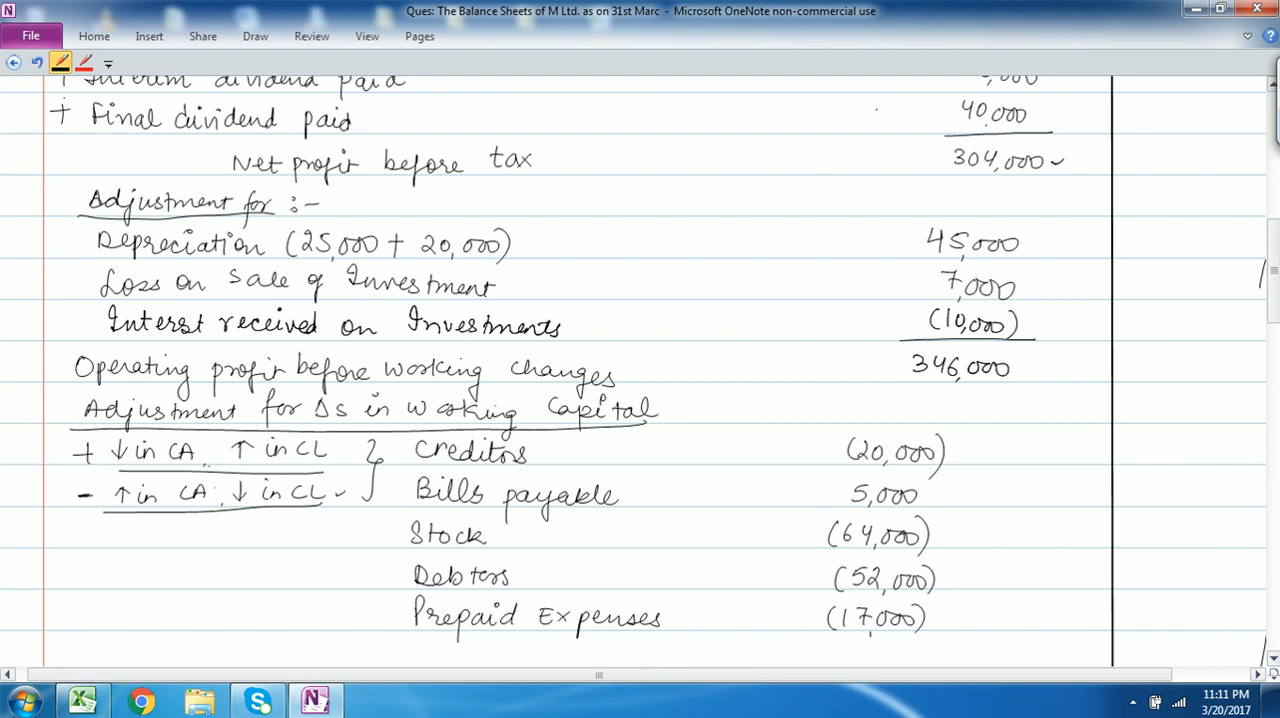 Ques: The Balance Sheets of M Ltd. as on 31st Marc - Microsoft OneNote non-commercial use
File Home Insert Share Draw Review View Pages
+ Interim dividend paid ,000
+ Final dividend paid 40,000
Net profit before tax 304,000
Adjustment for :-
Depreciation (25,000 + 20,000) 45,000
Loss on Sale of Investment 7,000
Interest received on Investments (10,000)
Operating profit before working changes 346,000
Adjustment for Δs in Working Capital
+ ↓ in CA, ↑ in CL Creditors (20,000)
- ↑ in CA, ↓ in CL Bills payable 5,000
Stock (64,000)
Debtors (52,000)
Prepaid Expenses (17,000)
11:11 PM
3/20/2017